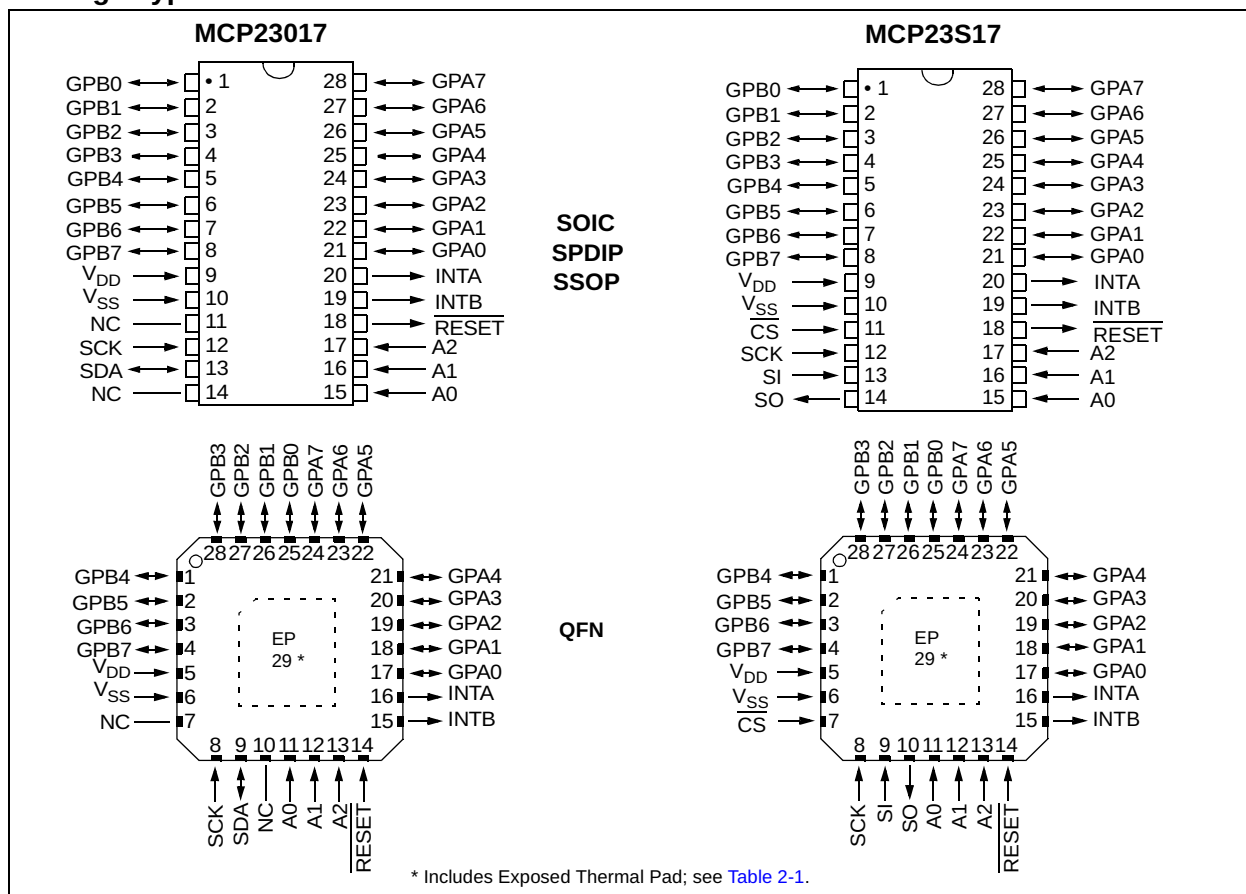 MCP23017
GPB0 • 1 28 GPA7
GPB1 2 27 GPA6
GPB2 3 26 GPA5
GPB3 4 25 GPA4
GPB4 5 24 GPA3
GPB5 6 23 GPA2
GPB6 7 22 GPA1
GPB7 8 21 GPA0
VDD 9 20 INTA
VSS 10 19 INTB
NC 11 18 RESET
SCK 12 17 A2
SDA 13 16 A1
NC 14 15 A0
SOIC
SPDIP
SSOP
MCP23S17
GPB0 • 1 28 GPA7
GPB1 2 27 GPA6
GPB2 3 26 GPA5
GPB3 4 25 GPA4
GPB4 5 24 GPA3
GPB5 6 23 GPA2
GPB6 7 22 GPA1
GPB7 8 21 GPA0
VDD 9 20 INTA
VSS 10 19 INTB
CS 11 18 RESET
SCK 12 17 A2
SI 13 16 A1
SO 14 15 A0
GPB3 GPB2 GPB1 GPB0 GPA7 GPA6 GPA5
28 27 26 25 24 23 22
GPB4 1 21 GPA4
GPB5 2 20 GPA3
GPB6 3 19 GPA2
GPB7 4 18 GPA1
VDD 5 17 GPA0
VSS 6 16 INTA
NC 7 15 INTB
EP
29 *
8 9 10 11 12 13 14
SCK SDA NC A0 A1 A2 RESET
QFN
GPB3 GPB2 GPB1 GPB0 GPA7 GPA6 GPA5
28 27 26 25 24 23 22
GPB4 1 21 GPA4
GPB5 2 20 GPA3
GPB6 3 19 GPA2
GPB7 4 18 GPA1
VDD 5 17 GPA0
VSS 6 16 INTA
CS 7 15 INTB
EP
29 *
8 9 10 11 12 13 14
SCK SI SO A0 A1 A2 RESET
* Includes Exposed Thermal Pad; see Table 2-1.